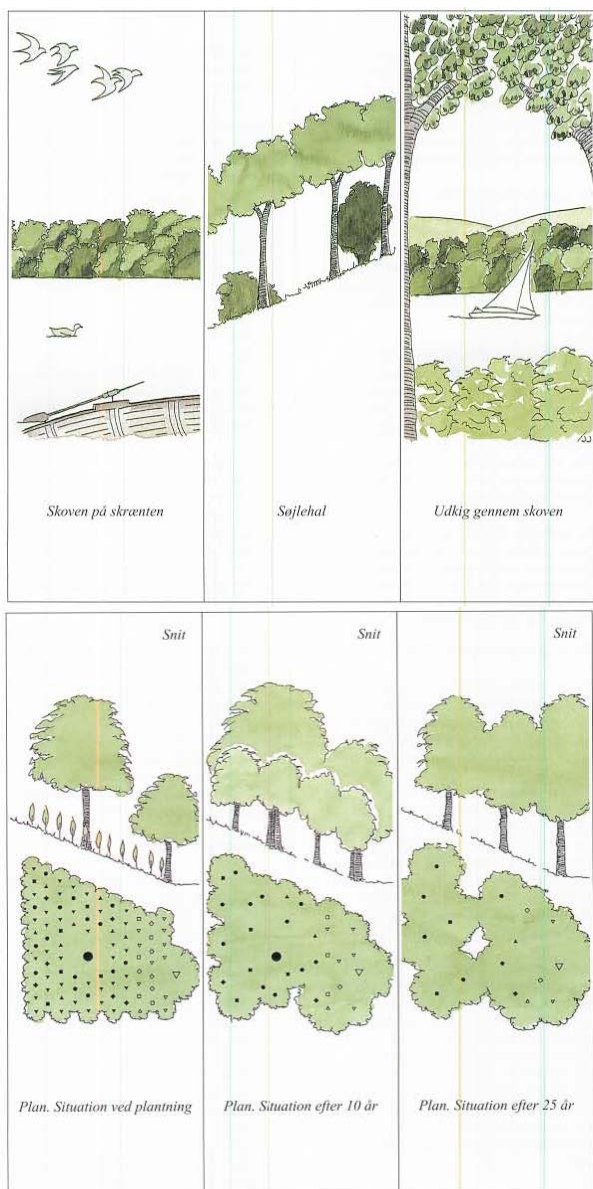 Skoven på skrænten
Søjlehal
Udkig gennem skoven
Snit
Snit
Snit
Plan. Situation ved plantning
Plan. Situation efter 10 år
Plan. Situation efter 25 år